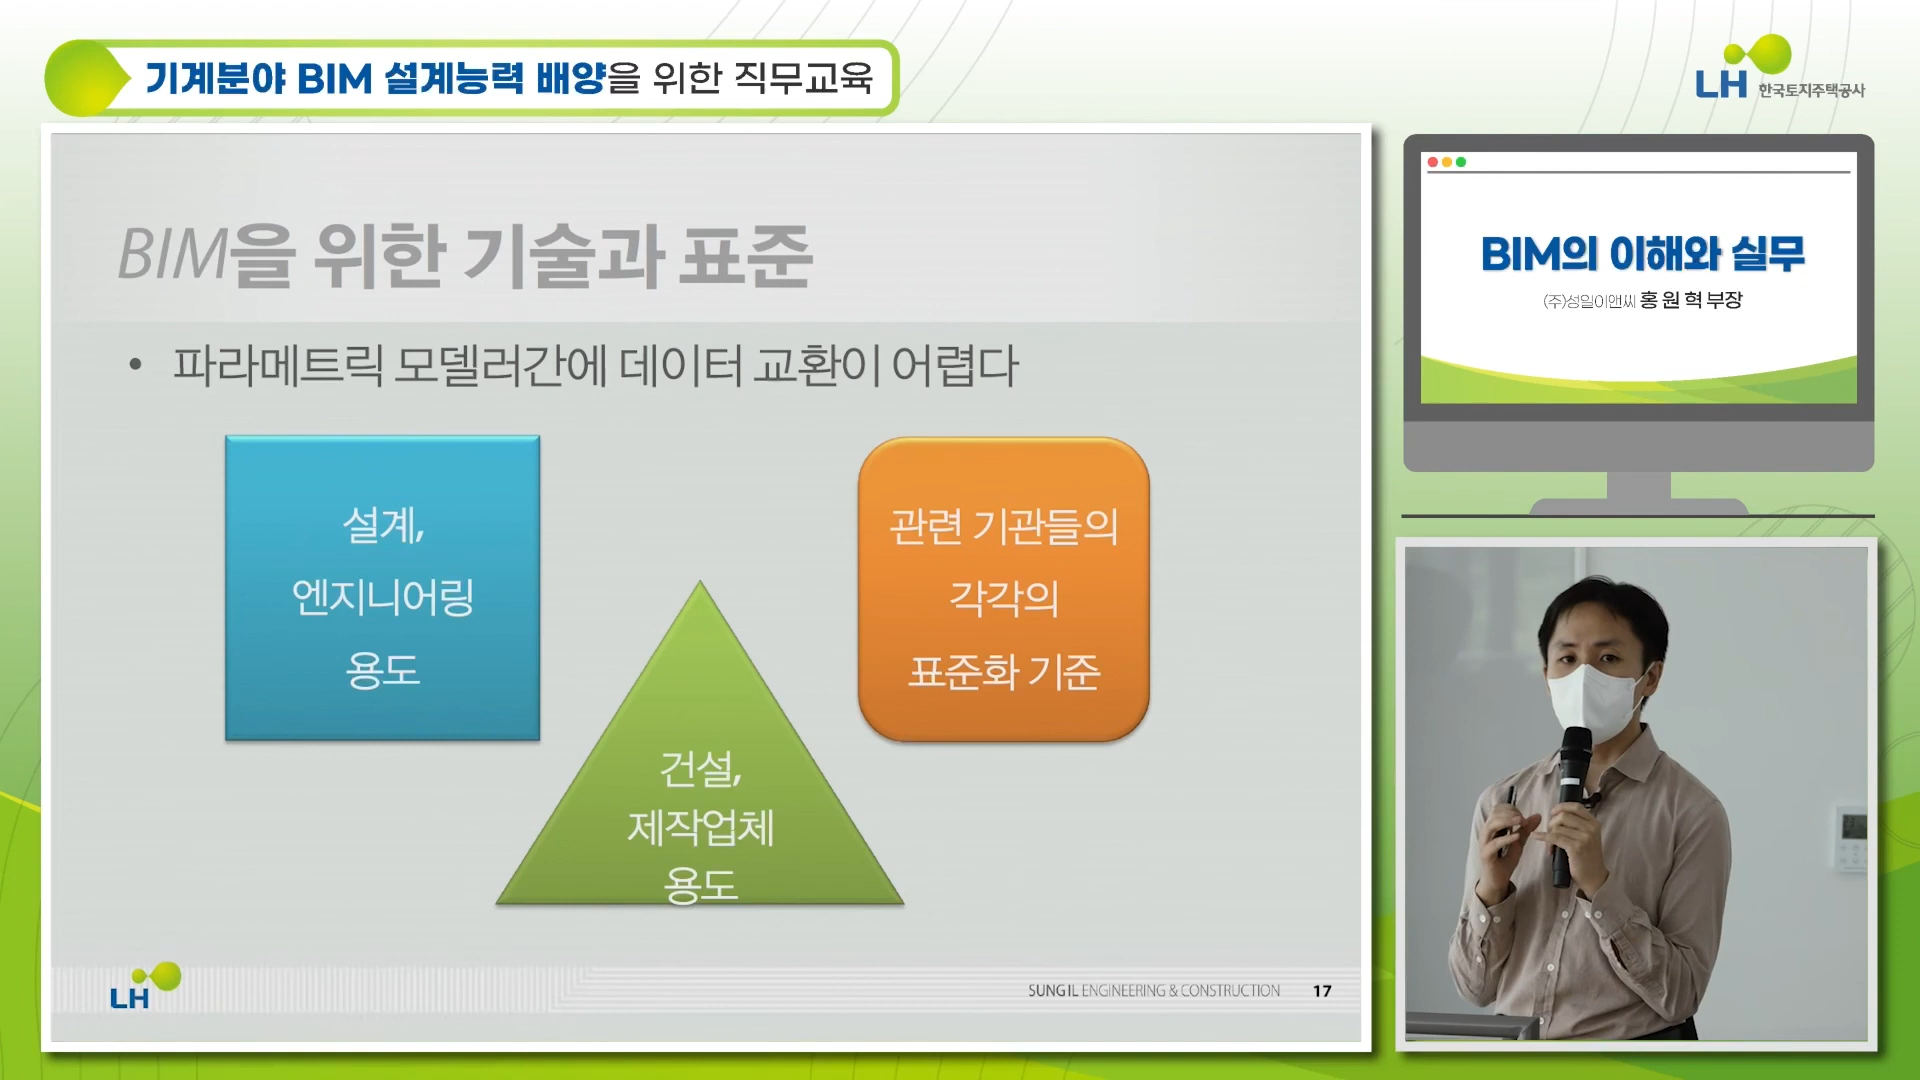 기계분야 BIM 설계능력 배양을 위한 직무교육
LH 한국토지주택공사
BIM을 위한 기술과 표준
• 파라메트릭 모델러간에 데이터 교환이 어렵다
설계,
엔지니어링
용도
건설,
제작업체
용도
관련 기관들의
각각의
표준화 기준
LH
SUNG IL ENGINEERING & CONSTRUCTION 17
BIM의 이해와 실무
(주)성일이앤씨 홍 원 혁 부장